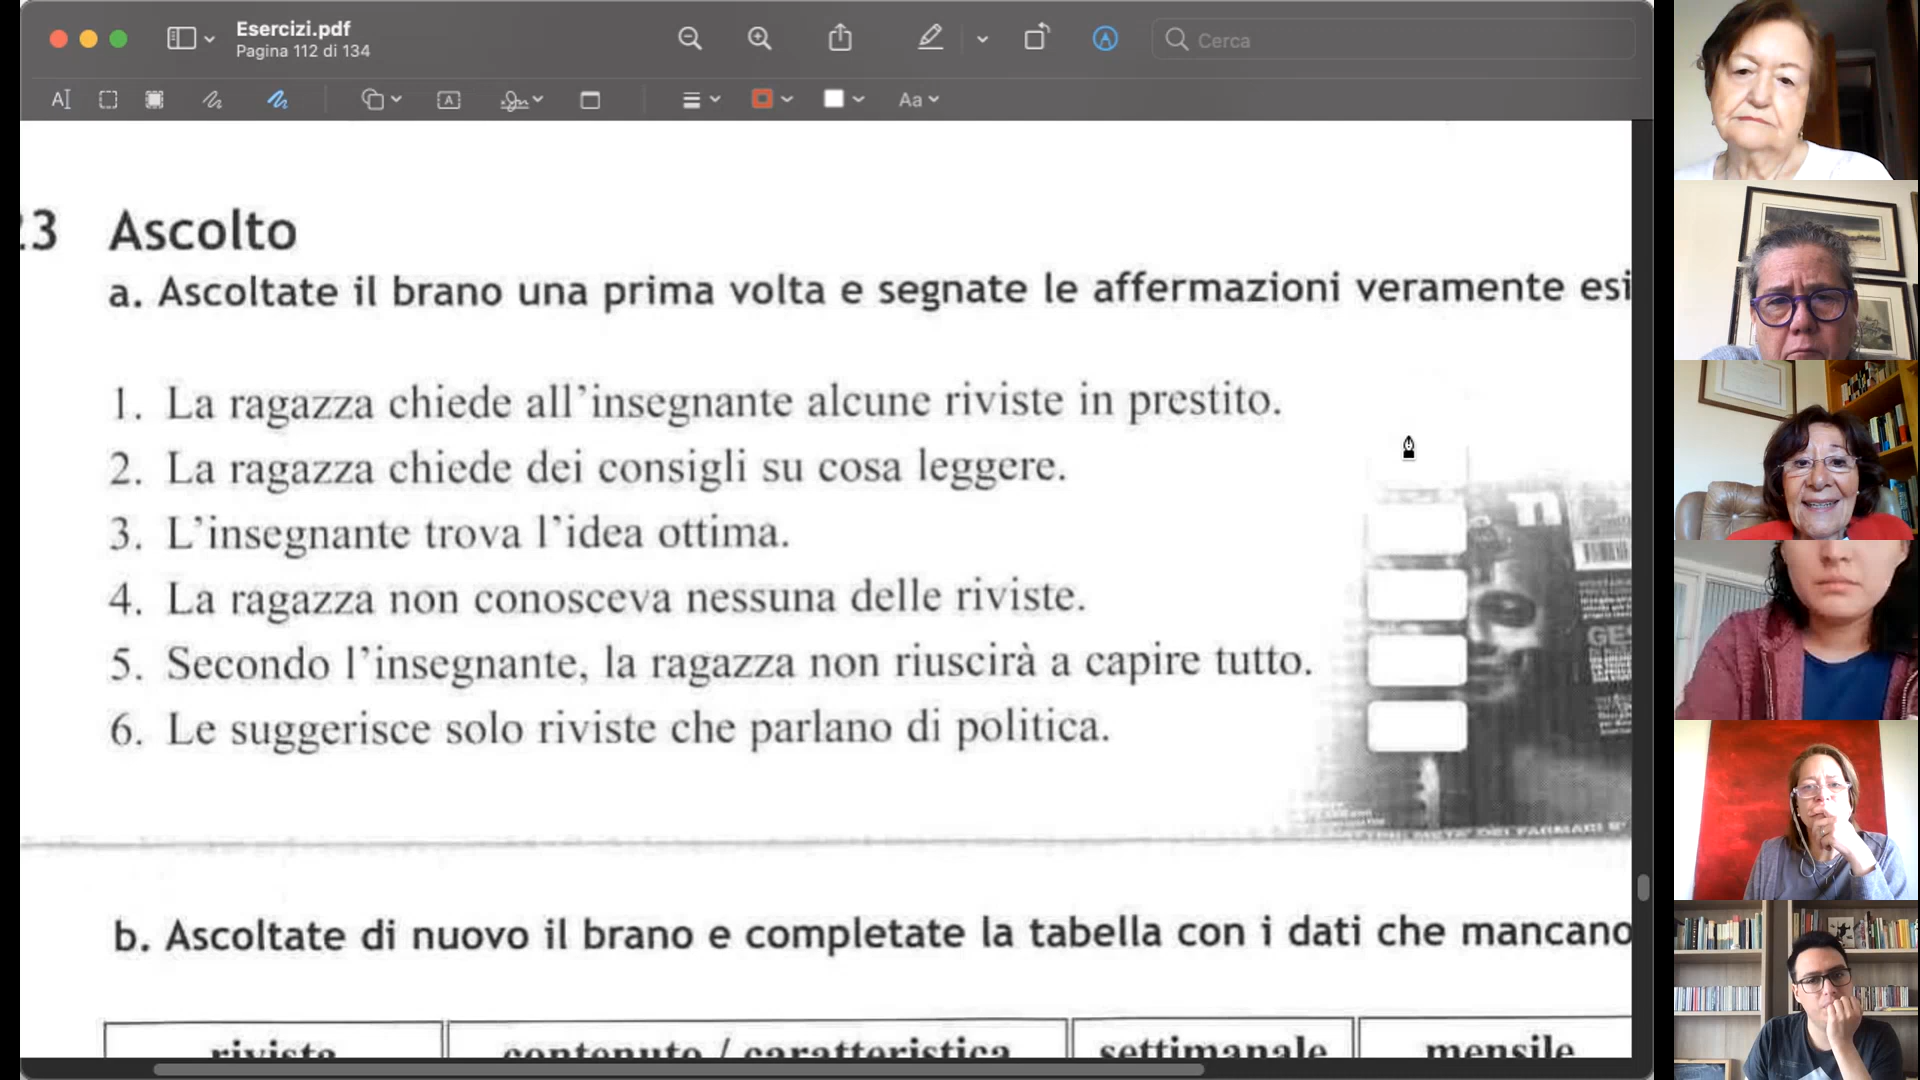 Esercizi.pdf
Pagina 112 di 134
Cerca
Aa
23 Ascolto
a. Ascoltate il brano una prima volta e segnate le affermazioni veramente esi
1. La ragazza chiede all'insegnante alcune riviste in prestito.
2. La ragazza chiede dei consigli su cosa leggere.
3. L'insegnante trova l'idea ottima.
4. La ragazza non conosceva nessuna delle riviste.
5. Secondo l'insegnante, la ragazza non riuscirà a capire tutto.
6. Le suggerisce solo riviste che parlano di politica.
b. Ascoltate di nuovo il brano e completate la tabella con i dati che mancano
rivista contenuto / caratteristica settimanale mensile